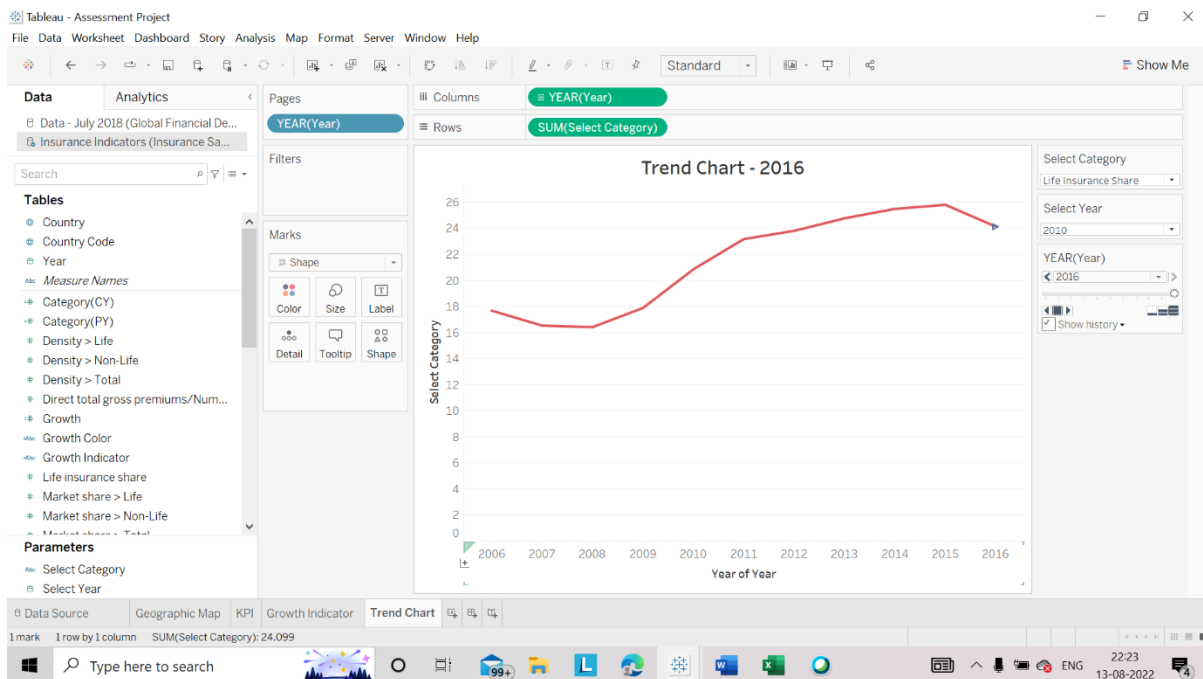 Tableau - Assessment Project
File Data Worksheet Dashboard Story Analysis Map Format Server Window Help
Standard
Show Me
Data Analytics
Data - July 2018 (Global Financial De...
Insurance Indicators (Insurance Sa...
Search
Tables
Country
Country Code
Year
Abc Measure Names
Category(CY)
Category(PY)
Density > Life
Density > Non-Life
Density > Total
Direct total gross premiums/Num...
Growth
Growth Color
Growth Indicator
Life insurance share
Market share > Life
Market share > Non-Life
Market share > Total
Parameters
Abc Select Category
Select Year
Pages
YEAR(Year)
Filters
Marks
Shape
Color Size Label
Detail Tooltip Shape
Columns YEAR(Year)
Rows SUM(Select Category)
Trend Chart - 2016
26
24
22
20
18
16
14
12
10
8
6
4
2
0
Select Category
2006 2007 2008 2009 2010 2011 2012 2013 2014 2015 2016
Year of Year
Select Category
Life Insurance Share
Select Year
2010
YEAR(Year)
2016
Show history
Data Source Geographic Map KPI Growth Indicator Trend Chart
1 mark 1 row by 1 column SUM(Select Category): 24.099
Type here to search
99+
L
W
X
ENG
22:23
13-08-2022
4